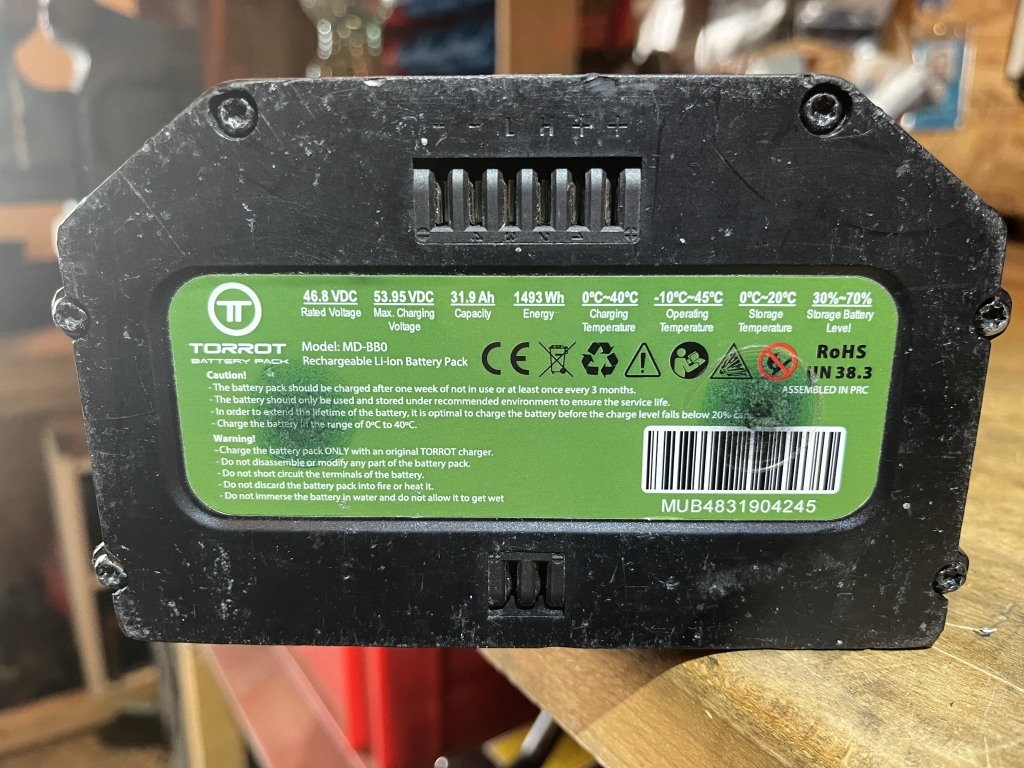 - - L H + +
TORROT
BATTERY PACK
46.8 VDC
Rated Voltage
53.95 VDC
Max. Charging
Voltage
31.9 Ah
Capacity
1493 Wh
Energy
0°C~40°C
Charging
Temperature
-10°C~45°C
Operating
Temperature
0°C~20°C
Storage
Temperature
30%~70%
Storage Battery
Level
Model: MD-BB0
Rechargeable Li-ion Battery Pack
CE
RoHS
UN 38.3
ASSEMBLED IN PRC
Caution!
- The battery pack should be charged after one week of not in use or at least once every 3 months.
- The battery should only be used and stored under recommended environment to ensure the service life.
- In order to extend the lifetime of the battery, it is optimal to charge the battery before the charge level falls below 20%
- Charge the battery in the range of 0°C to 40°C.
Warning!
- Charge the battery pack ONLY with an original TORROT charger.
- Do not disassemble or modify any part of the battery pack.
- Do not short circuit the terminals of the battery.
- Do not discard the battery pack into fire or heat it.
- Do not immerse the battery in water and do not allow it to get wet
MUB4831904245